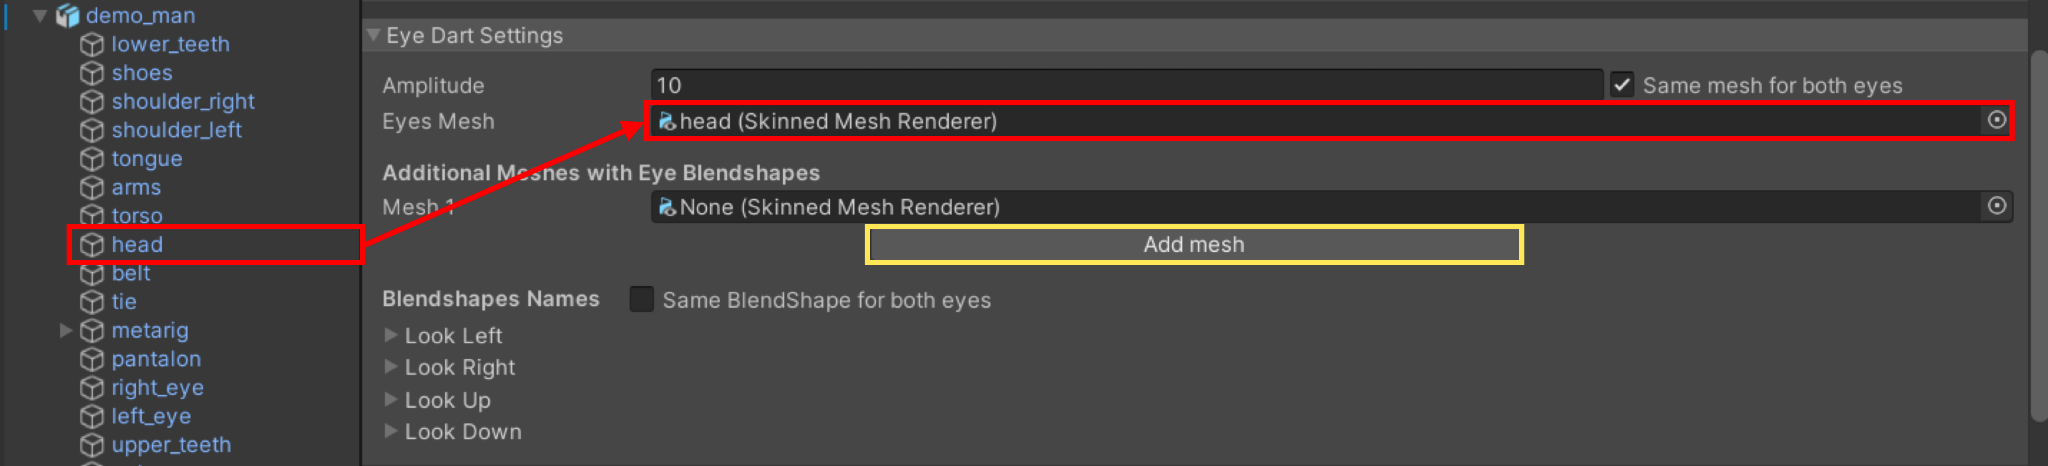 demo_man
lower_teeth
shoes
shoulder_right
shoulder_left
tongue
arms
torso
head
belt
tie
metarig
pantalon
right_eye
left_eye
upper_teeth
Eye Dart Settings
Amplitude 10 Same mesh for both eyes
Eyes Mesh head (Skinned Mesh Renderer)
Additional Meshes with Eye Blendshapes
Mesh 1 None (Skinned Mesh Renderer)
Add mesh
Blendshapes Names Same BlendShape for both eyes
Look Left
Look Right
Look Up
Look Down